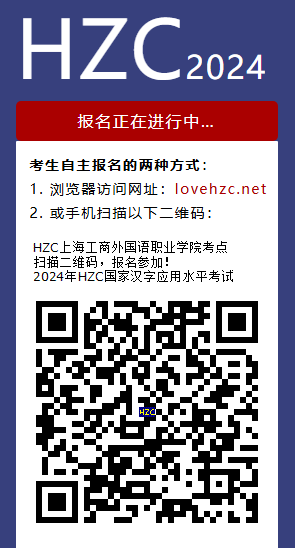 HZC2024
报名正在进行中...
考生自主报名的两种方式：
1. 浏览器访问网址：lovehzc.net
2. 或手机扫描以下二维码：
HZC上海工商外国语职业学院考点
扫描二维码，报名参加！
2024年HZC国家汉字应用水平考试
HZC